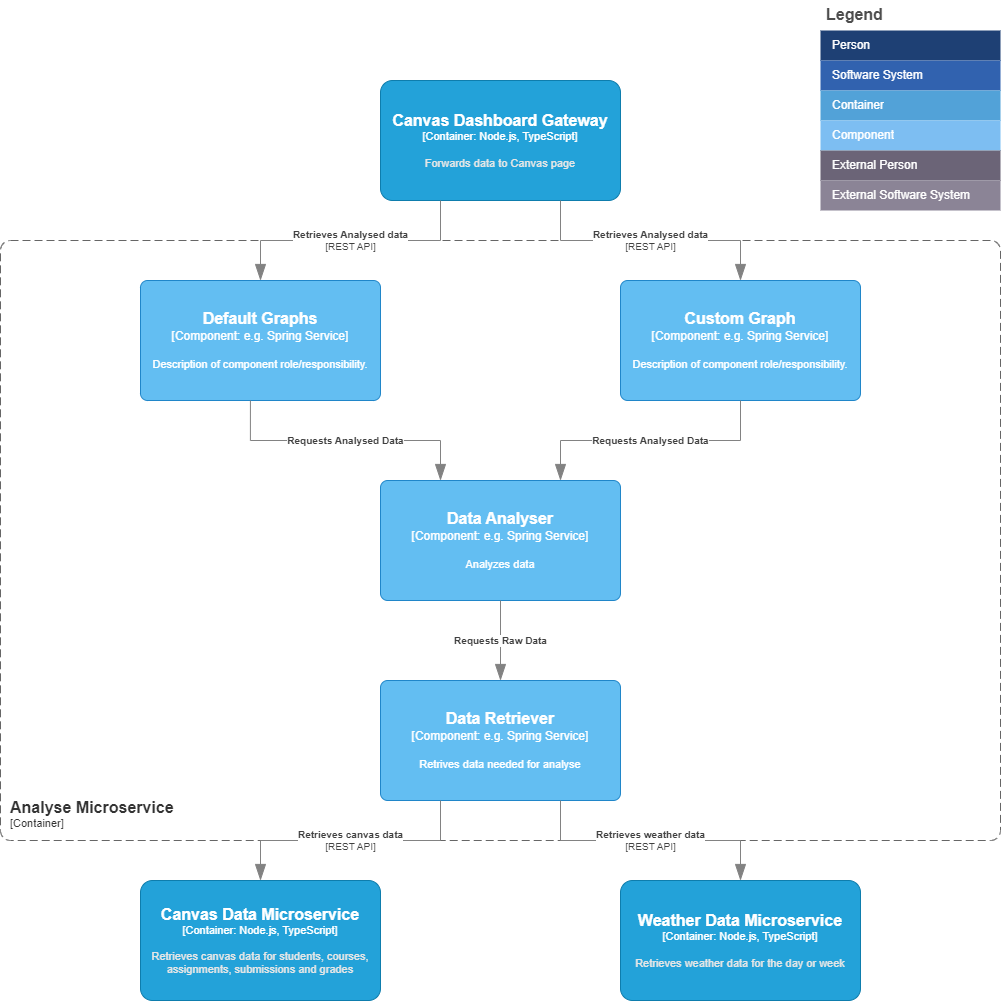 Legend
Person
Software System
Container
Component
External Person
External Software System
Canvas Dashboard Gateway
[Container: Node.js, TypeScript]
Forwards data to Canvas page
Retrieves Analysed data
[REST API]
Retrieves Analysed data
[REST API]
Default Graphs
[Component: e.g. Spring Service]
Description of component role/responsibility.
Custom Graph
[Component: e.g. Spring Service]
Description of component role/responsibility.
Requests Analysed Data
Requests Analysed Data
Data Analyser
[Component: e.g. Spring Service]
Analyzes data
Requests Raw Data
Data Retriever
[Component: e.g. Spring Service]
Retrives data needed for analyse
Analyse Microservice
[Container]
Retrieves canvas data
[REST API]
Retrieves weather data
[REST API]
Canvas Data Microservice
[Container: Node.js, TypeScript]
Retrieves canvas data for students, courses,
assignments, submissions and grades
Weather Data Microservice
[Container: Node.js, TypeScript]
Retrieves weather data for the day or week